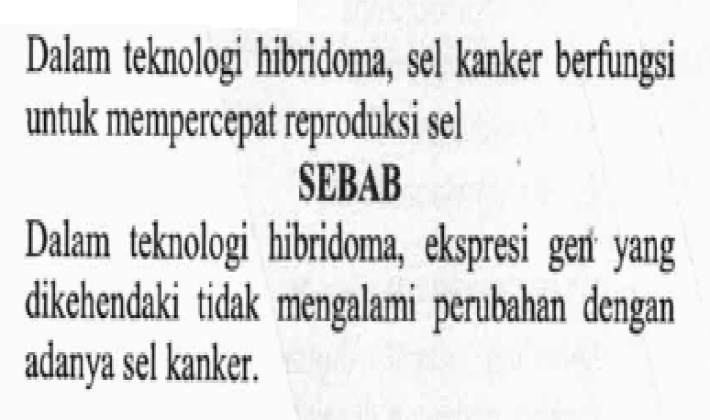 Dalam teknologi hibridoma, sel kanker berfungsi
untuk mempercepat reproduksi sel
SEBAB
Dalam teknologi hibridoma, ekspresi gen yang
dikehendaki tidak mengalami perubahan dengan
adanya sel kanker.